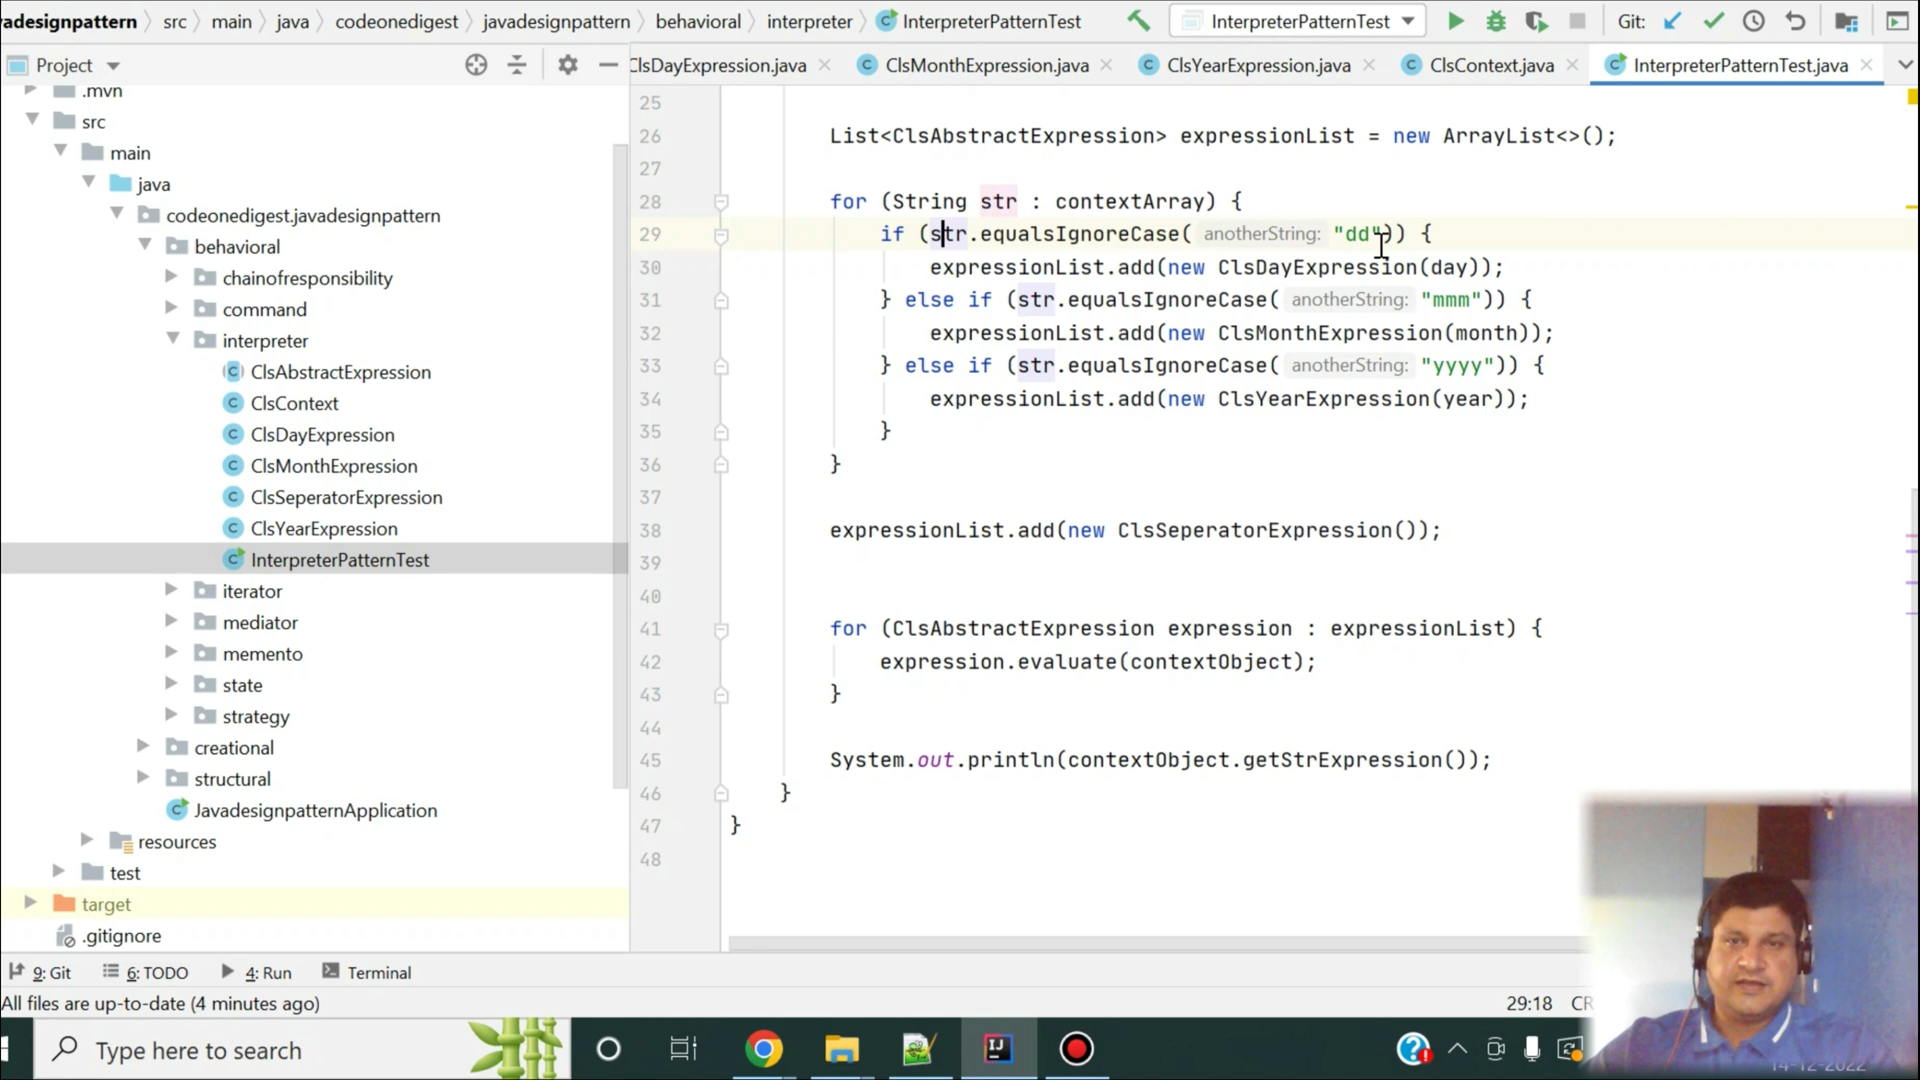 avadesignpattern src main java codeonedigest javadesignpattern behavioral interpreter InterpreterPatternTest InterpreterPatternTest Git:
Project
ClsDayExpression.java ClsMonthExpression.java ClsYearExpression.java ClsContext.java InterpreterPatternTest.java
.mvn
src
main
java
codeonedigest.javadesignpattern
behavioral
chainofresponsibility
command
interpreter
ClsAbstractExpression
ClsContext
ClsDayExpression
ClsMonthExpression
ClsSeperatorExpression
ClsYearExpression
InterpreterPatternTest
iterator
mediator
memento
state
strategy
creational
structural
JavadesignpatternApplication
resources
test
target
.gitignore
25
26 List<ClsAbstractExpression> expressionList = new ArrayList<>();
27
28 for (String str : contextArray) {
29 if (str.equalsIgnoreCase( anotherString: "dd")) {
30 expressionList.add(new ClsDayExpression(day));
31 } else if (str.equalsIgnoreCase( anotherString: "mmm")) {
32 expressionList.add(new ClsMonthExpression(month));
33 } else if (str.equalsIgnoreCase( anotherString: "yyyy")) {
34 expressionList.add(new ClsYearExpression(year));
35 }
36 }
37
38 expressionList.add(new ClsSeperatorExpression());
39
40
41 for (ClsAbstractExpression expression : expressionList) {
42 expression.evaluate(contextObject);
43 }
44
45 System.out.println(contextObject.getStrExpression());
46 }
47 }
48
9: Git 6: TODO 4: Run Terminal
All files are up-to-date (4 minutes ago) 29:18 CR
Type here to search
14-12-2022